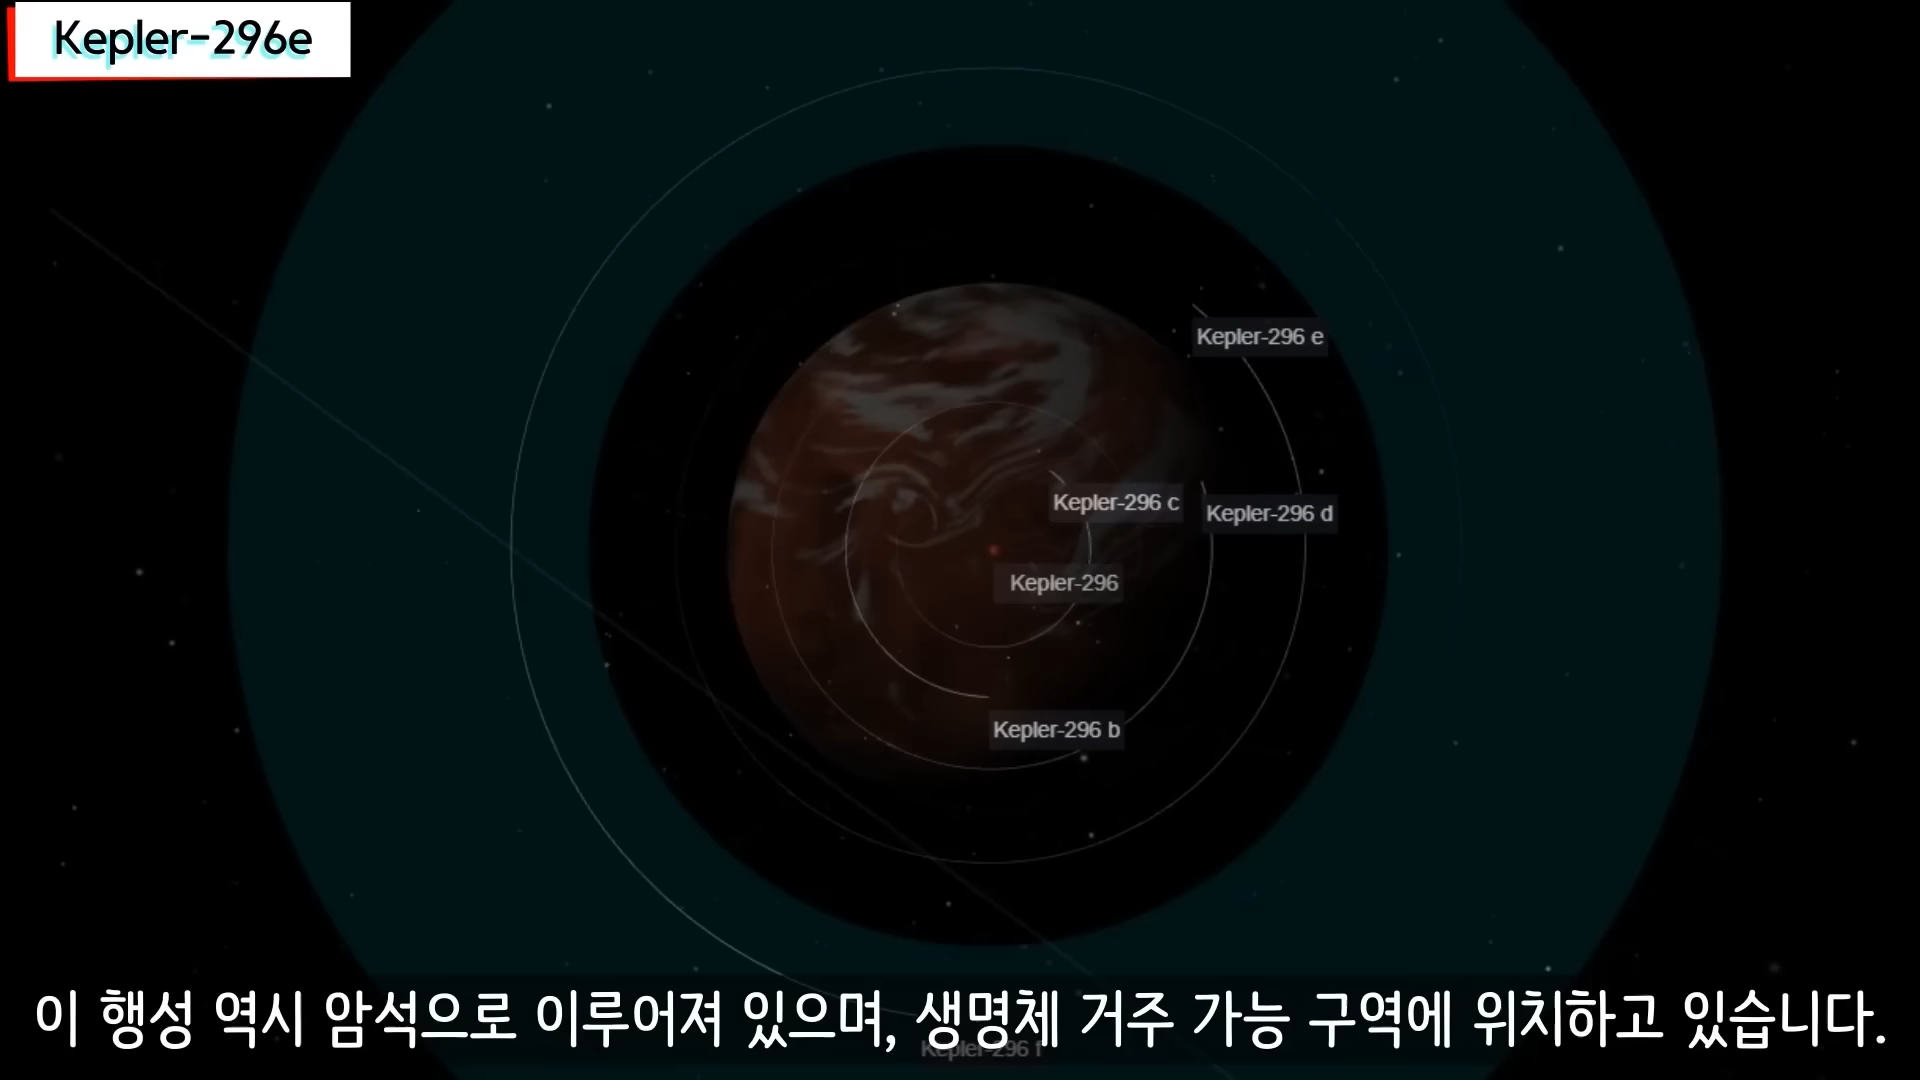 Kepler-296e
Kepler-296 e
Kepler-296 c
Kepler-296 d
Kepler-296
Kepler-296 b
이 행성 역시 암석으로 이루어져 있으며, 생명체 거주 가능 구역에 위치하고 있습니다.
Kepler-296 f